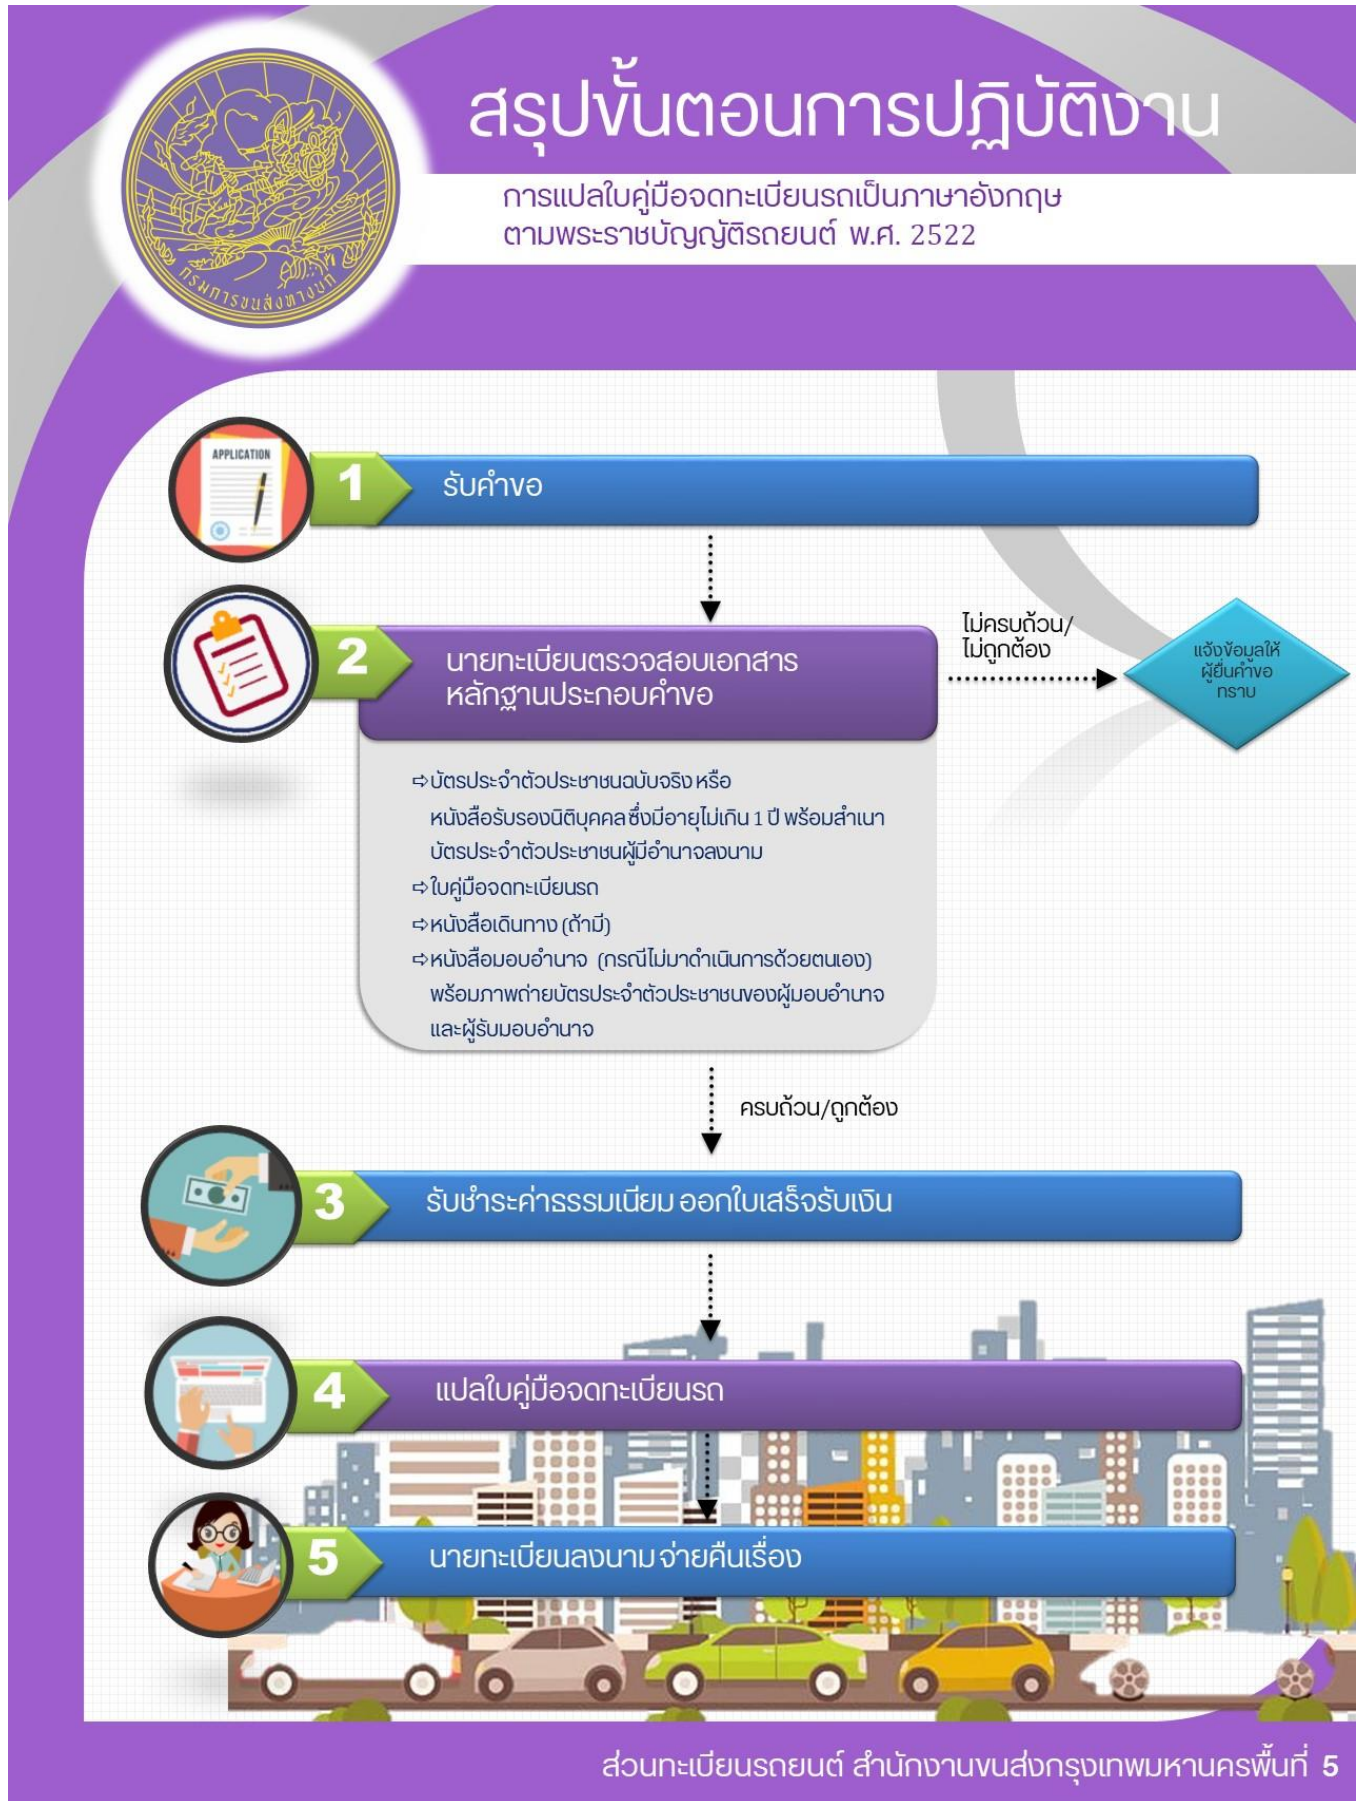 สรุปขั้นตอนการปฏิบัติงาน
การแปลใบคู่มือจดทะเบียนรถเป็นภาษาอังกฤษ
ตามพระราชบัญญัติรถยนต์ พ.ศ. 2522
กรมการขนส่งทางบก
APPLICATION
1
รับคำขอ
2
นายทะเบียนตรวจสอบเอกสาร
หลักฐานประกอบคำขอ
ไม่ครบถ้วน/
ไม่ถูกต้อง
แจ้งข้อมูลให้
ผู้ยื่นคำขอ
ทราบ
⇨บัตรประจำตัวประชาชนฉบับจริง หรือ
หนังสือรับรองนิติบุคคล ซึ่งมีอายุไม่เกิน 1 ปี พร้อมสำเนา
บัตรประจำตัวประชาชนผู้มีอำนาจลงนาม
⇨ใบคู่มือจดทะเบียนรถ
⇨หนังสือเดินทาง (ถ้ามี)
⇨หนังสือมอบอำนาจ (กรณีไม่มาดำเนินการด้วยตนเอง)
พร้อมภาพถ่ายบัตรประจำตัวประชาชนของผู้มอบอำนาจ
และผู้รับมอบอำนาจ
ครบถ้วน/ถูกต้อง
3
รับชำระค่าธรรมเนียม ออกใบเสร็จรับเงิน
4
แปลใบคู่มือจดทะเบียนรถ
5
นายทะเบียนลงนาม จ่ายคืนเรื่อง
ส่วนทะเบียนรถยนต์ สำนักงานขนส่งกรุงเทพมหานครพื้นที่ 5